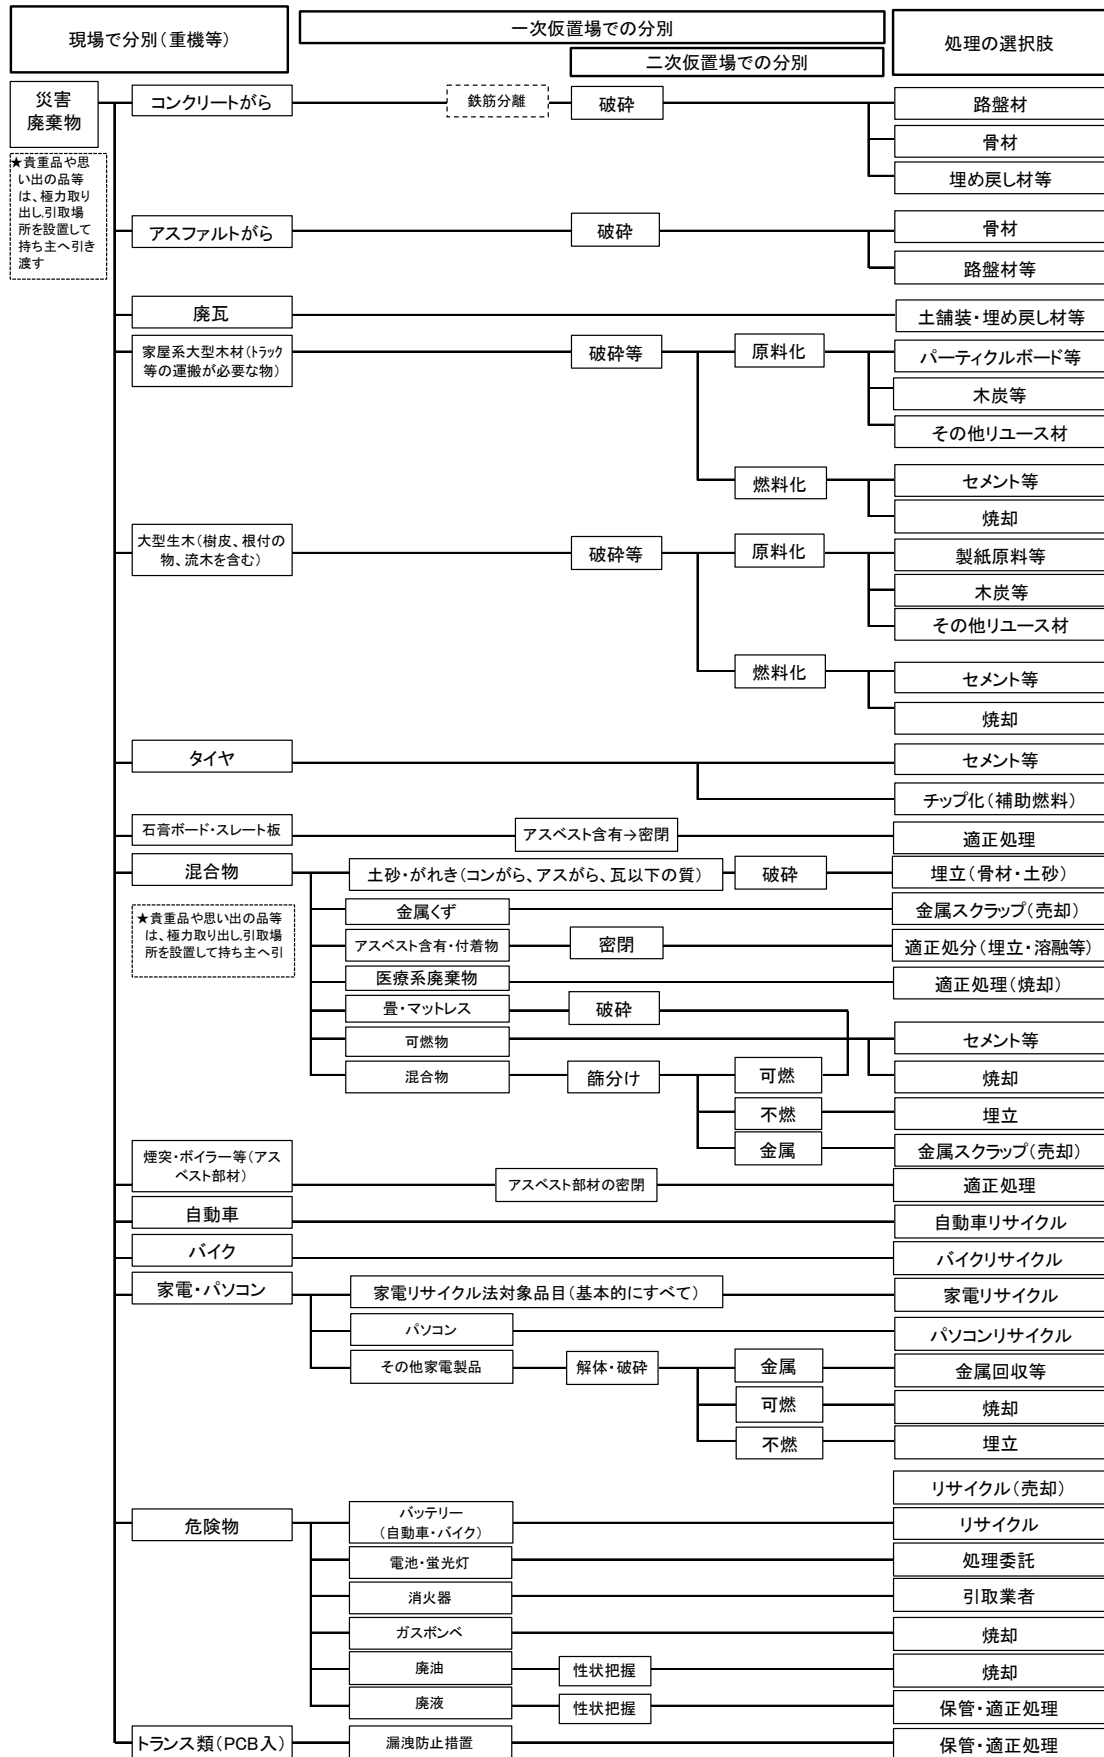 現場で分別(重機等)
一次仮置場での分別
二次仮置場での分別
処理の選択肢
災害
廃棄物
★貴重品や思
い出の品等
は、極力取り
出し,引取場
所を設置して
持ち主へ引き
渡す
コンクリートがら
鉄筋分離
破砕
路盤材
骨材
埋め戻し材等
アスファルトがら
破砕
骨材
路盤材等
廃瓦
土舗装・埋め戻し材等
家屋系大型木材(トラック
等の運搬が必要な物)
破砕等
原料化
パーティクルボード等
木炭等
その他リユース材
燃料化
セメント等
焼却
大型生木(樹皮、根付の
物、流木を含む)
破砕等
原料化
製紙原料等
木炭等
その他リユース材
燃料化
セメント等
焼却
タイヤ
セメント等
チップ化(補助燃料)
石膏ボード・スレート板
アスベスト含有→密閉
適正処理
混合物
★貴重品や思い出の品等
は、極力取り出し,引取場
所を設置して持ち主へ引
土砂・がれき(コンがら、アスがら、瓦以下の質)
破砕
埋立(骨材・土砂)
金属くず
金属スクラップ(売却)
アスベスト含有・付着物
密閉
適正処分(埋立・溶融等)
医療系廃棄物
適正処理(焼却)
畳・マットレス
破砕
可燃物
セメント等
混合物
篩分け
可燃
焼却
不燃
埋立
金属
金属スクラップ(売却)
煙突・ボイラー等(アス
ベスト部材)
アスベスト部材の密閉
適正処理
自動車
自動車リサイクル
バイク
バイクリサイクル
家電・パソコン
家電リサイクル法対象品目(基本的にすべて)
家電リサイクル
パソコン
パソコンリサイクル
その他家電製品
解体・破砕
金属
金属回収等
可燃
焼却
不燃
埋立
リサイクル(売却)
危険物
バッテリー
(自動車・バイク)
リサイクル
電池・蛍光灯
処理委託
消火器
引取業者
ガスボンベ
焼却
廃油
性状把握
焼却
廃液
性状把握
保管・適正処理
トランス類(PCB入)
漏洩防止措置
保管・適正処理